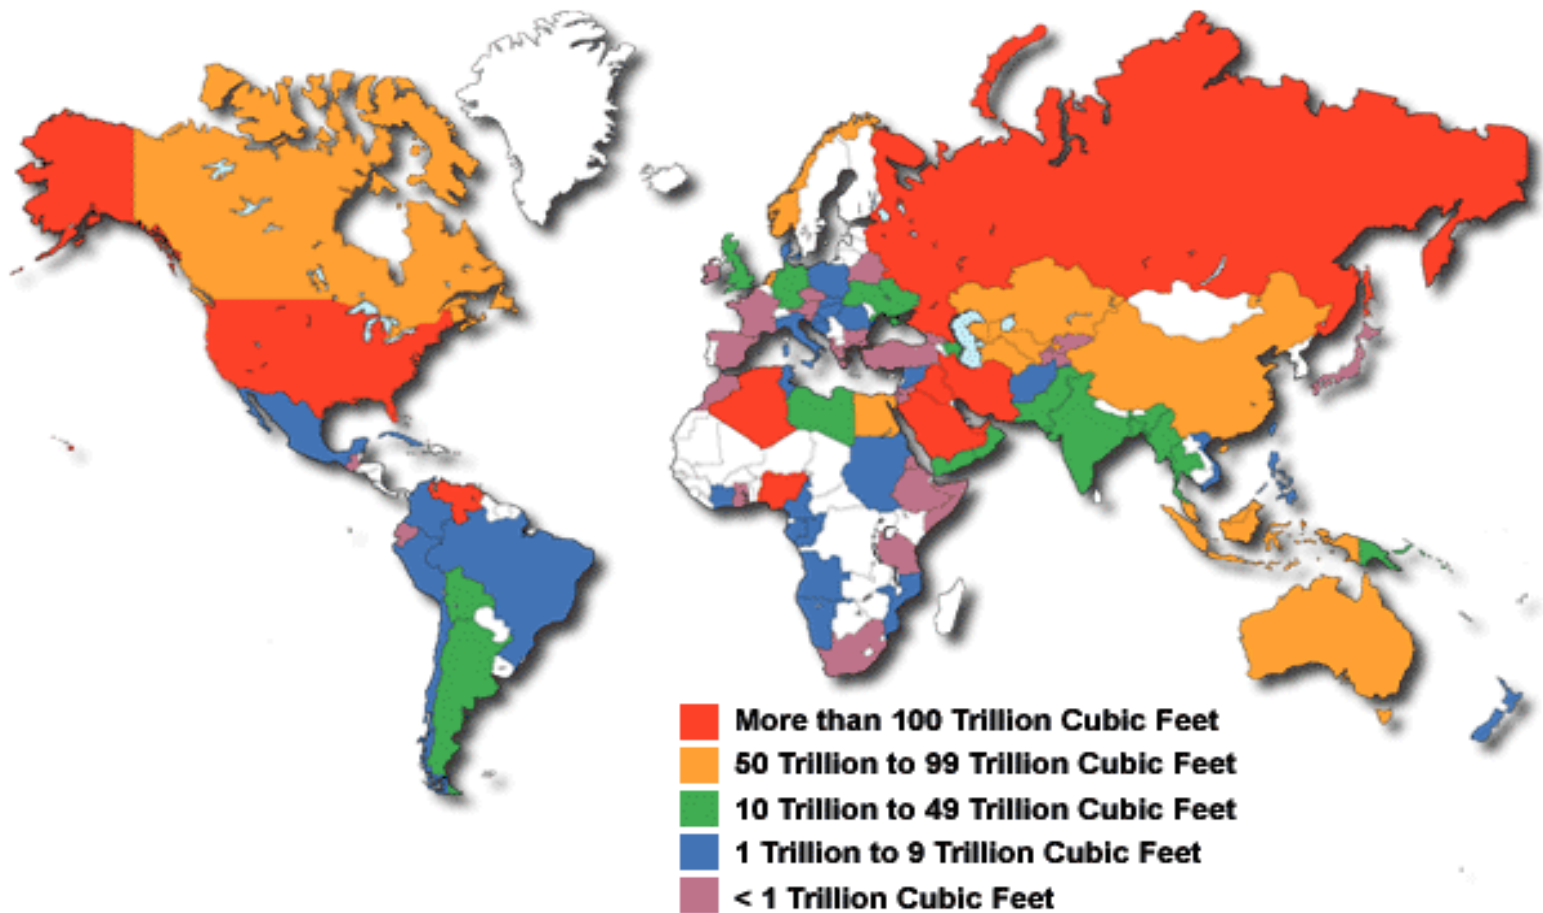 More than 100 Trillion Cubic Feet
50 Trillion to 99 Trillion Cubic Feet
10 Trillion to 49 Trillion Cubic Feet
1 Trillion to 9 Trillion Cubic Feet
< 1 Trillion Cubic Feet